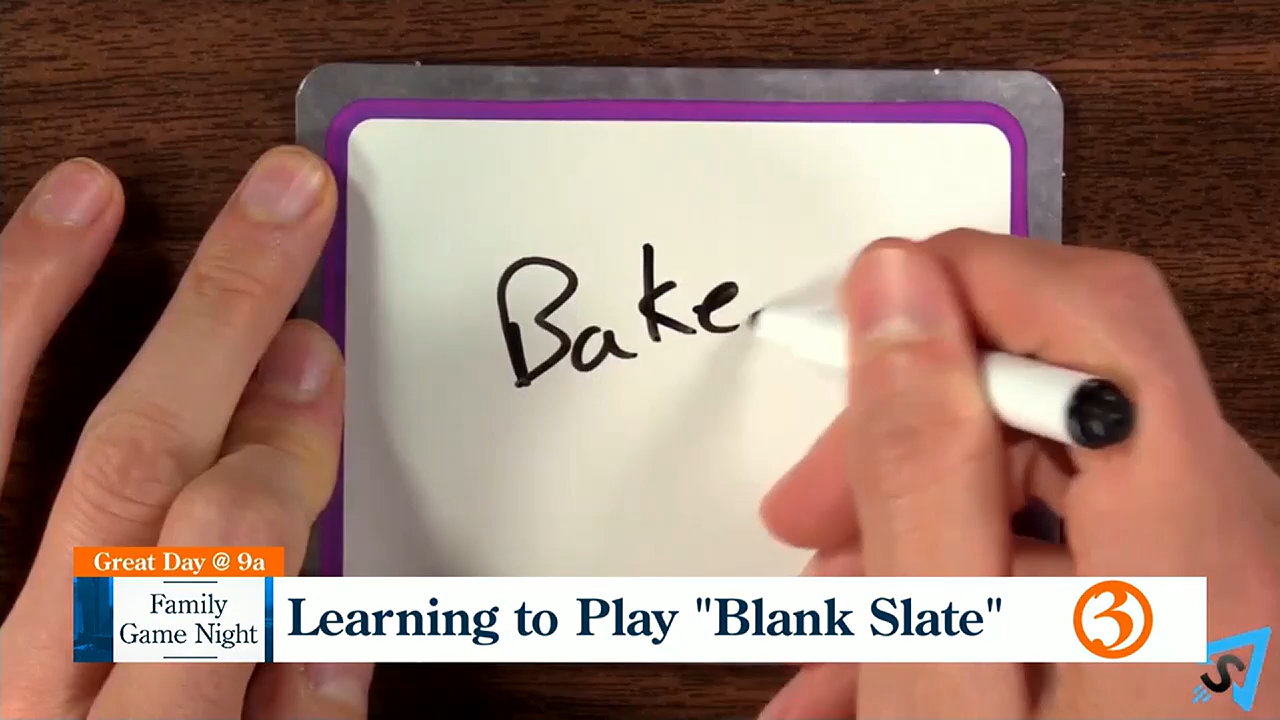 Bake
Great Day @ 9a
Family
Game Night
Learning to Play "Blank Slate"
3
S